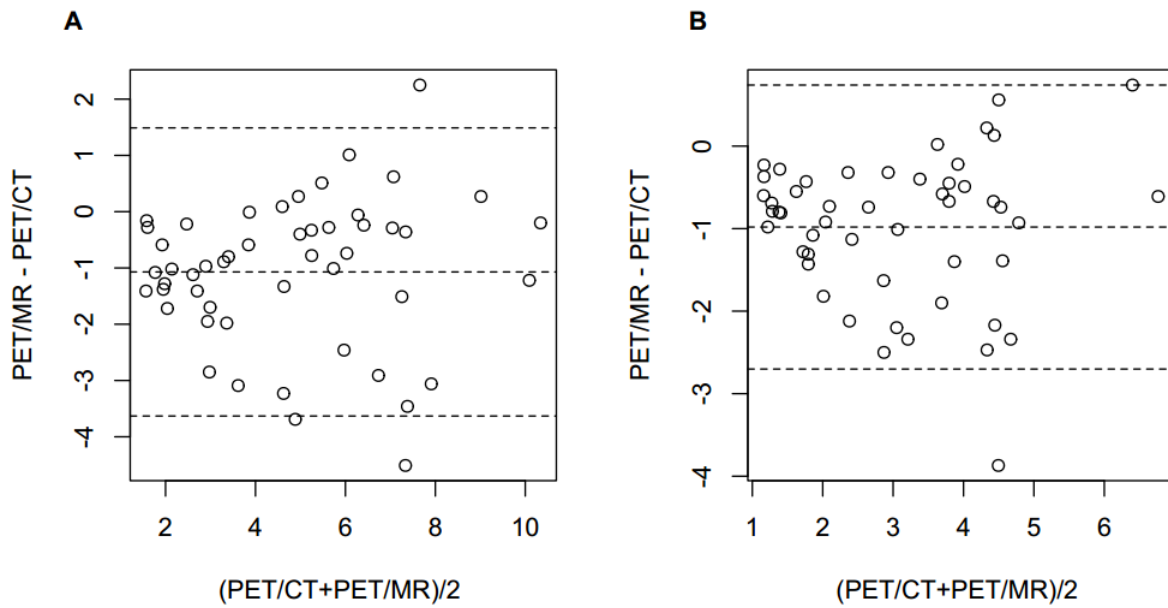 A
PET/MR - PET/CT
2
1
0
-1
-2
-3
-4
2 4 6 8 10
(PET/CT+PET/MR)/2
B
PET/MR - PET/CT
0
-1
-2
-3
-4
1 2 3 4 5 6
(PET/CT+PET/MR)/2